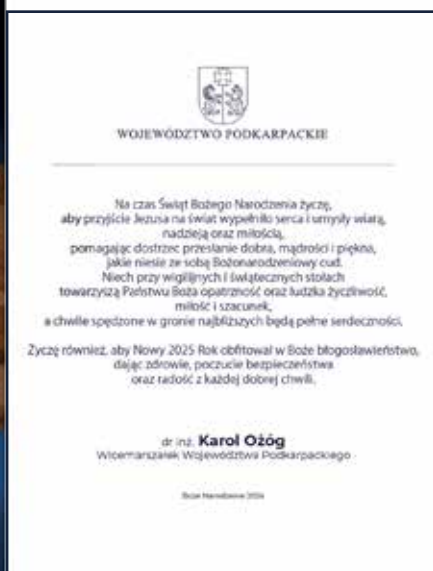 WOJEWÓDZTWO PODKARPACKIE
Na czas Świąt Bożego Narodzenia życzę,
aby przyjście Jezusa na świat wypełniło serca i umysły wiarą,
nadzieją oraz miłością,
pomagając dostrzec przesłanie dobra, mądrości i piękna,
jakie niesie ze sobą Bożonarodzeniowy cud.
Niech przy wigilijnych i świątecznych stołach
towarzyszą Państwu Boża opatrzność oraz ludzka życzliwość,
miłość i szacunek,
a chwile spędzone w gronie najbliższych będą pełne serdeczności.
Życzę również, aby Nowy 2025 Rok obfitował w Boże błogosławieństwo,
dając zdrowie, poczucie bezpieczeństwa
oraz radość z każdej dobrej chwili.
dr inż. Karol Ożóg
Wicemarszałek Województwa Podkarpackiego
Boże Narodzenie 2024